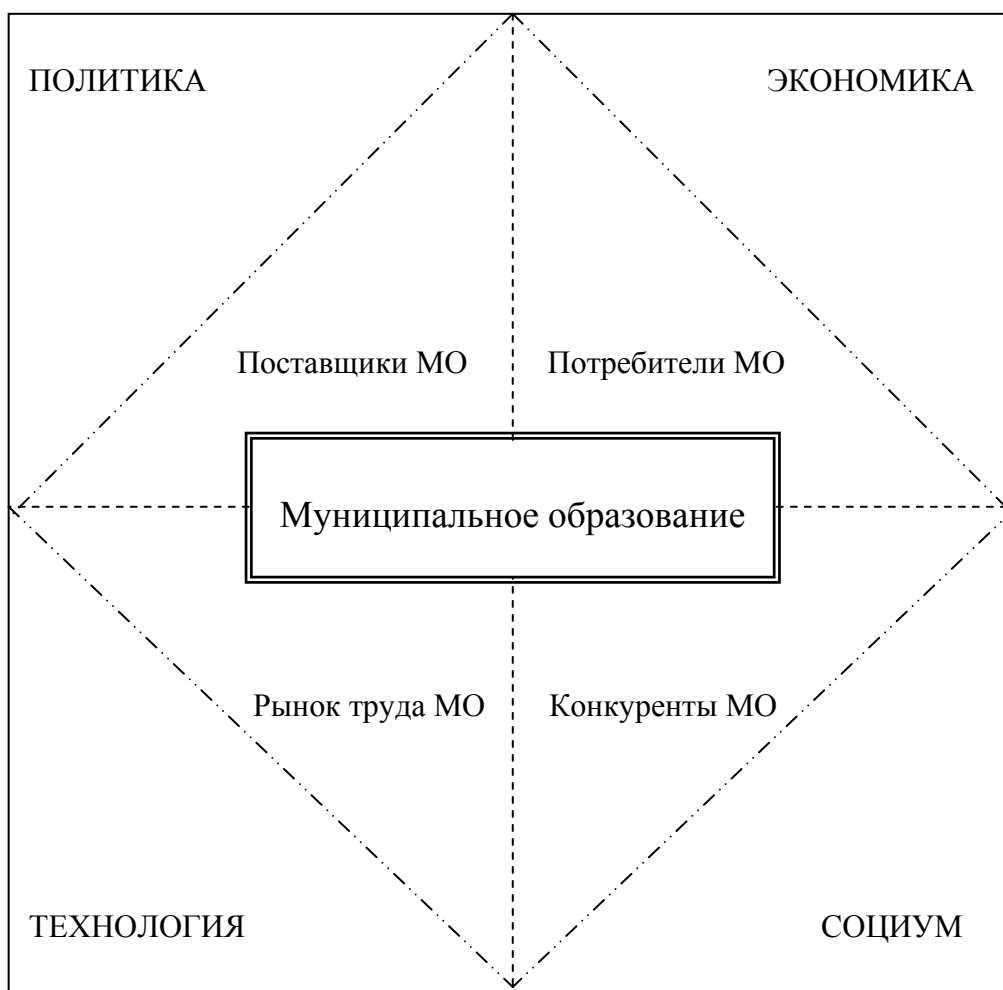 ПОЛИТИКА
ЭКОНОМИКА
Поставщики МО
Потребители МО
Муниципальное образование
Рынок труда МО
Конкуренты МО
ТЕХНОЛОГИЯ
СОЦИУМ